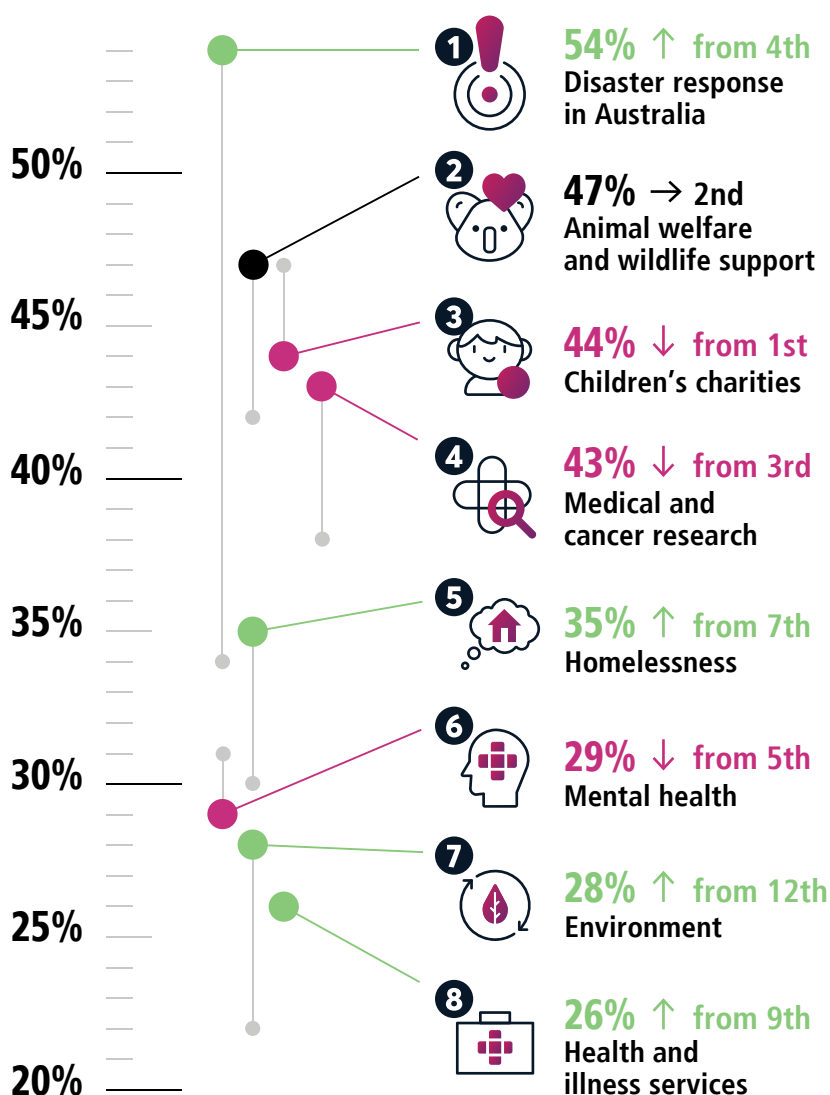 50%
45%
40%
35%
30%
25%
20%
1
54% ↑ from 4th
Disaster response
in Australia
2
47% → 2nd
Animal welfare
and wildlife support
3
44% ↓ from 1st
Children’s charities
4
43% ↓ from 3rd
Medical and
cancer research
5
35% ↑ from 7th
Homelessness
6
29% ↓ from 5th
Mental health
7
28% ↑ from 12th
Environment
8
26% ↑ from 9th
Health and
illness services